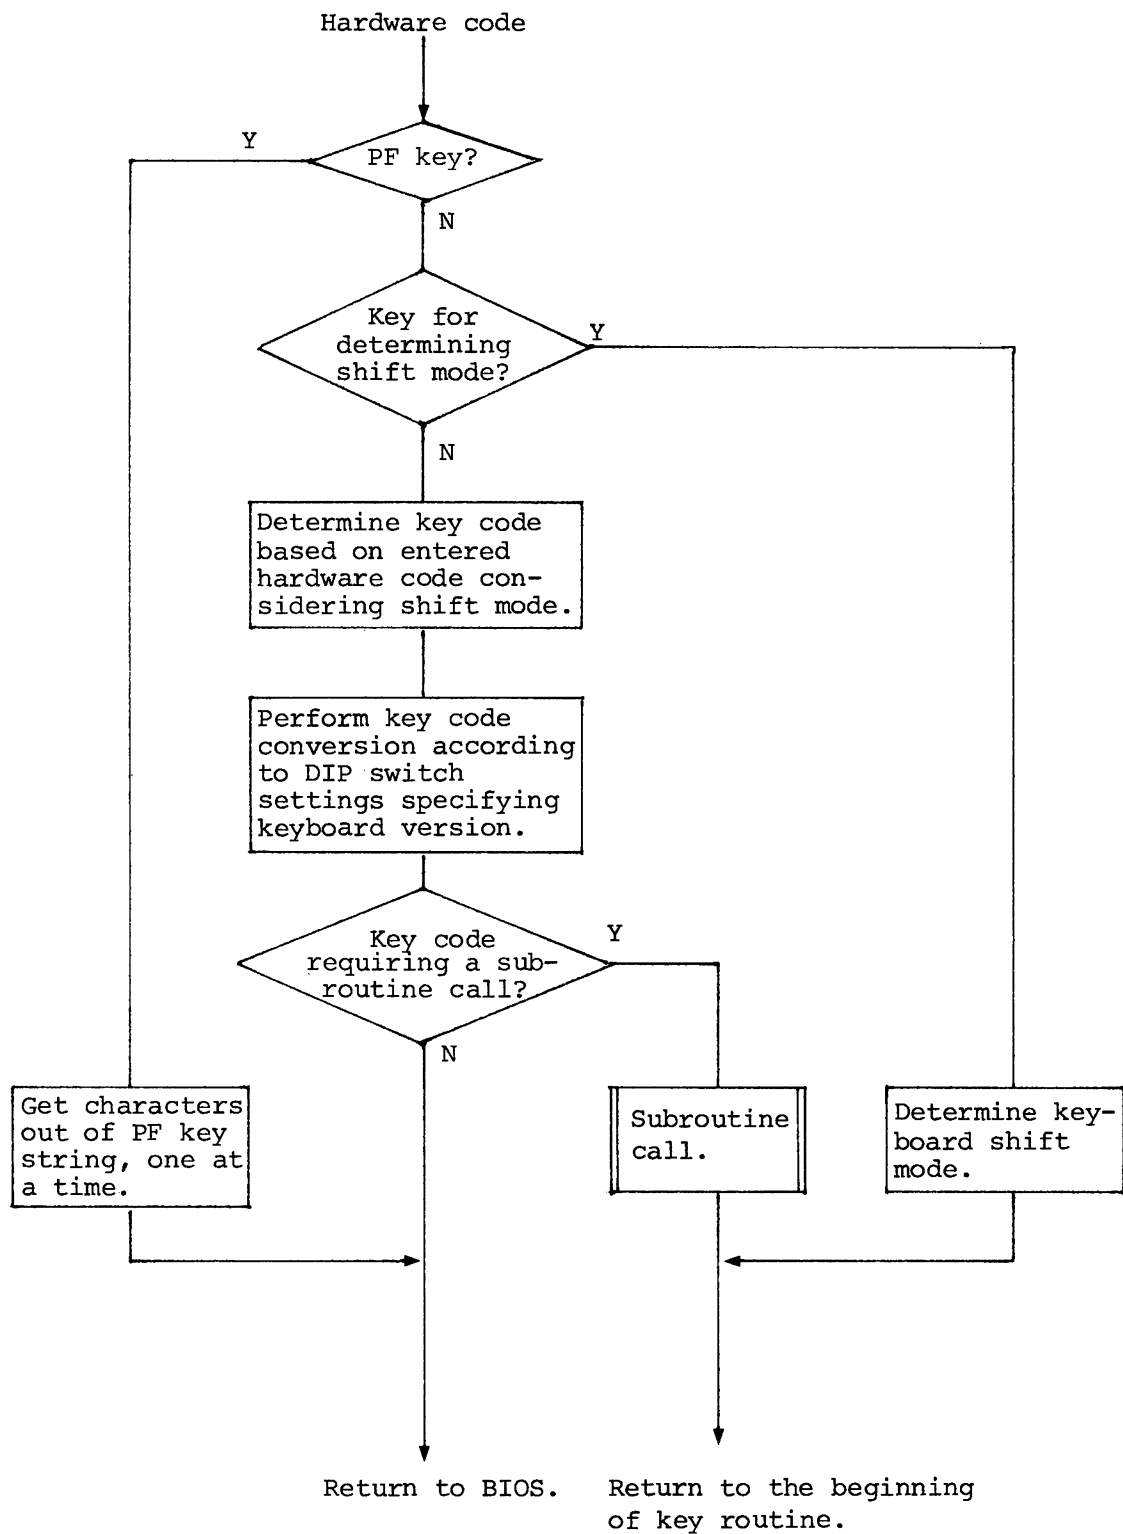 Hardware code
Y
PF key?
N
Key for
determining
shift mode?
Y
N
Determine key code
based on entered
hardware code con-
sidering shift mode.
Perform key code
conversion according
to DIP switch
settings specifying
keyboard version.
Key code
requiring a sub-
routine call?
Y
N
Get characters
out of PF key
string, one at
a time.
Subroutine
call.
Determine key-
board shift
mode.
Return to BIOS.
Return to the beginning
of key routine.